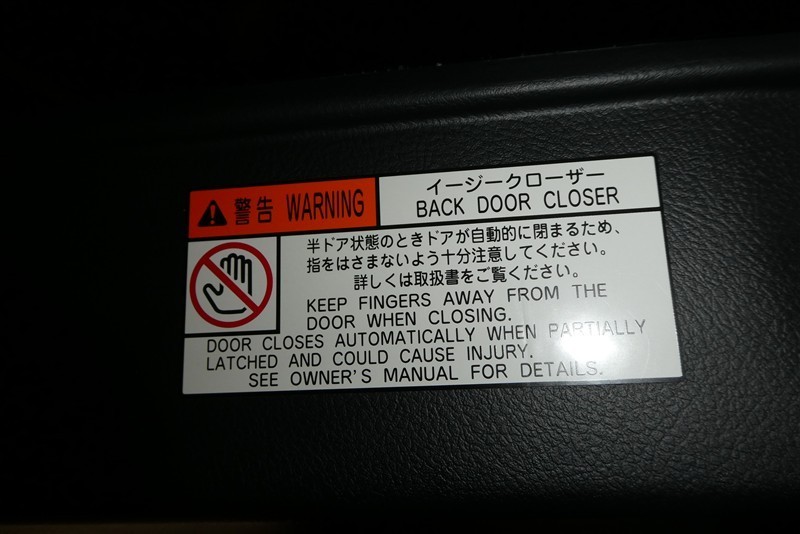 警告 WARNING
イージークローザー
BACK DOOR CLOSER
半ドア状態のときドアが自動的に閉まるため、
指をはさまないよう十分注意してください。
詳しくは取扱書をご覧ください。
KEEP FINGERS AWAY FROM THE
DOOR WHEN CLOSING.
DOOR CLOSES AUTOMATICALLY WHEN PARTIALLY
LATCHED AND COULD CAUSE INJURY.
SEE OWNER'S MANUAL FOR DETAILS.